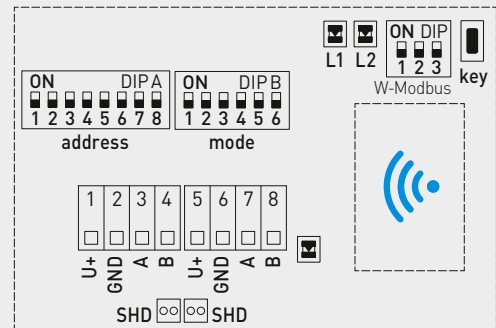 ON DIP
1 2 3
L1 L2
W-Modbus
key
ON DIP A
1 2 3 4 5 6 7 8
address
ON DIP B
1 2 3 4 5 6
mode
1 2 3 4 5 6 7 8
U+ GND A B U+ GND A B
SHD SHD